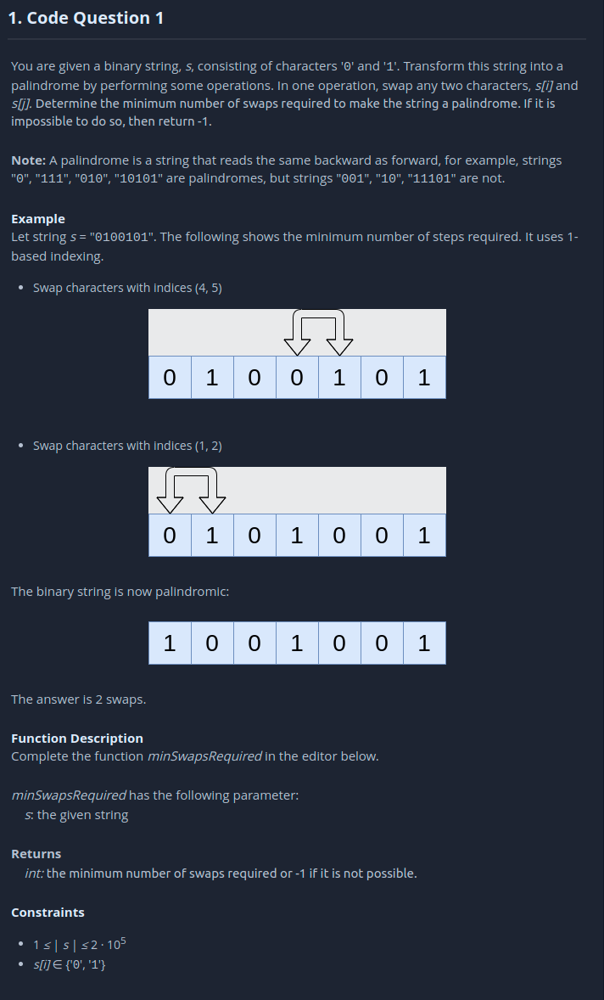 1. Code Question 1
You are given a binary string, s, consisting of characters '0' and '1'. Transform this string into a
palindrome by performing some operations. In one operation, swap any two characters, s[i] and
s[j]. Determine the minimum number of swaps required to make the string a palindrome. If it is
impossible to do so, then return -1.
Note: A palindrome is a string that reads the same backward as forward, for example, strings
"0", "111", "010", "10101" are palindromes, but strings "001", "10", "11101" are not.
Example
Let string s = "0100101". The following shows the minimum number of steps required. It uses 1-
based indexing.
• Swap characters with indices (4, 5)
0 1 0 0 1 0 1
• Swap characters with indices (1, 2)
0 1 0 1 0 0 1
The binary string is now palindromic:
1 0 0 1 0 0 1
The answer is 2 swaps.
Function Description
Complete the function minSwapsRequired in the editor below.
minSwapsRequired has the following parameter:
s: the given string
Returns
int: the minimum number of swaps required or -1 if it is not possible.
Constraints
• 1 ≤ | s | ≤ 2 · 10⁵
• s[i] ∈ {'0', '1'}